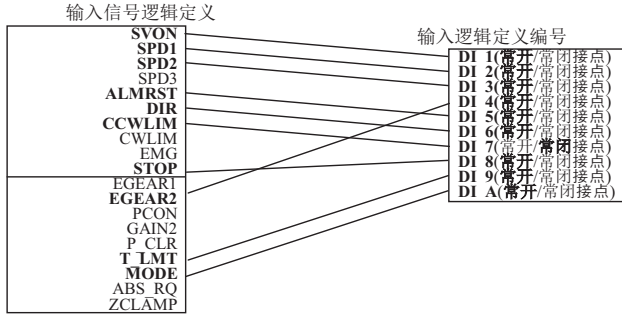 输入信号逻辑定义
SVON
SPD1
SPD2
SPD3
ALMRST
DIR
CCWLIM
CWLIM
EMG
STOP
EGEAR1
EGEAR2
PCON
GAIN2
P_CLR
T_LMT
MODE
ABS_RQ
ZCLAMP
输入逻辑定义编号
DI 1(常开/常闭接点)
DI 2(常开/常闭接点)
DI 3(常开/常闭接点)
DI 4(常开/常闭接点)
DI 5(常开/常闭接点)
DI 6(常开/常闭接点)
DI 7(常开/常闭接点)
DI 8(常开/常闭接点)
DI 9(常开/常闭接点)
DI A(常开/常闭接点)